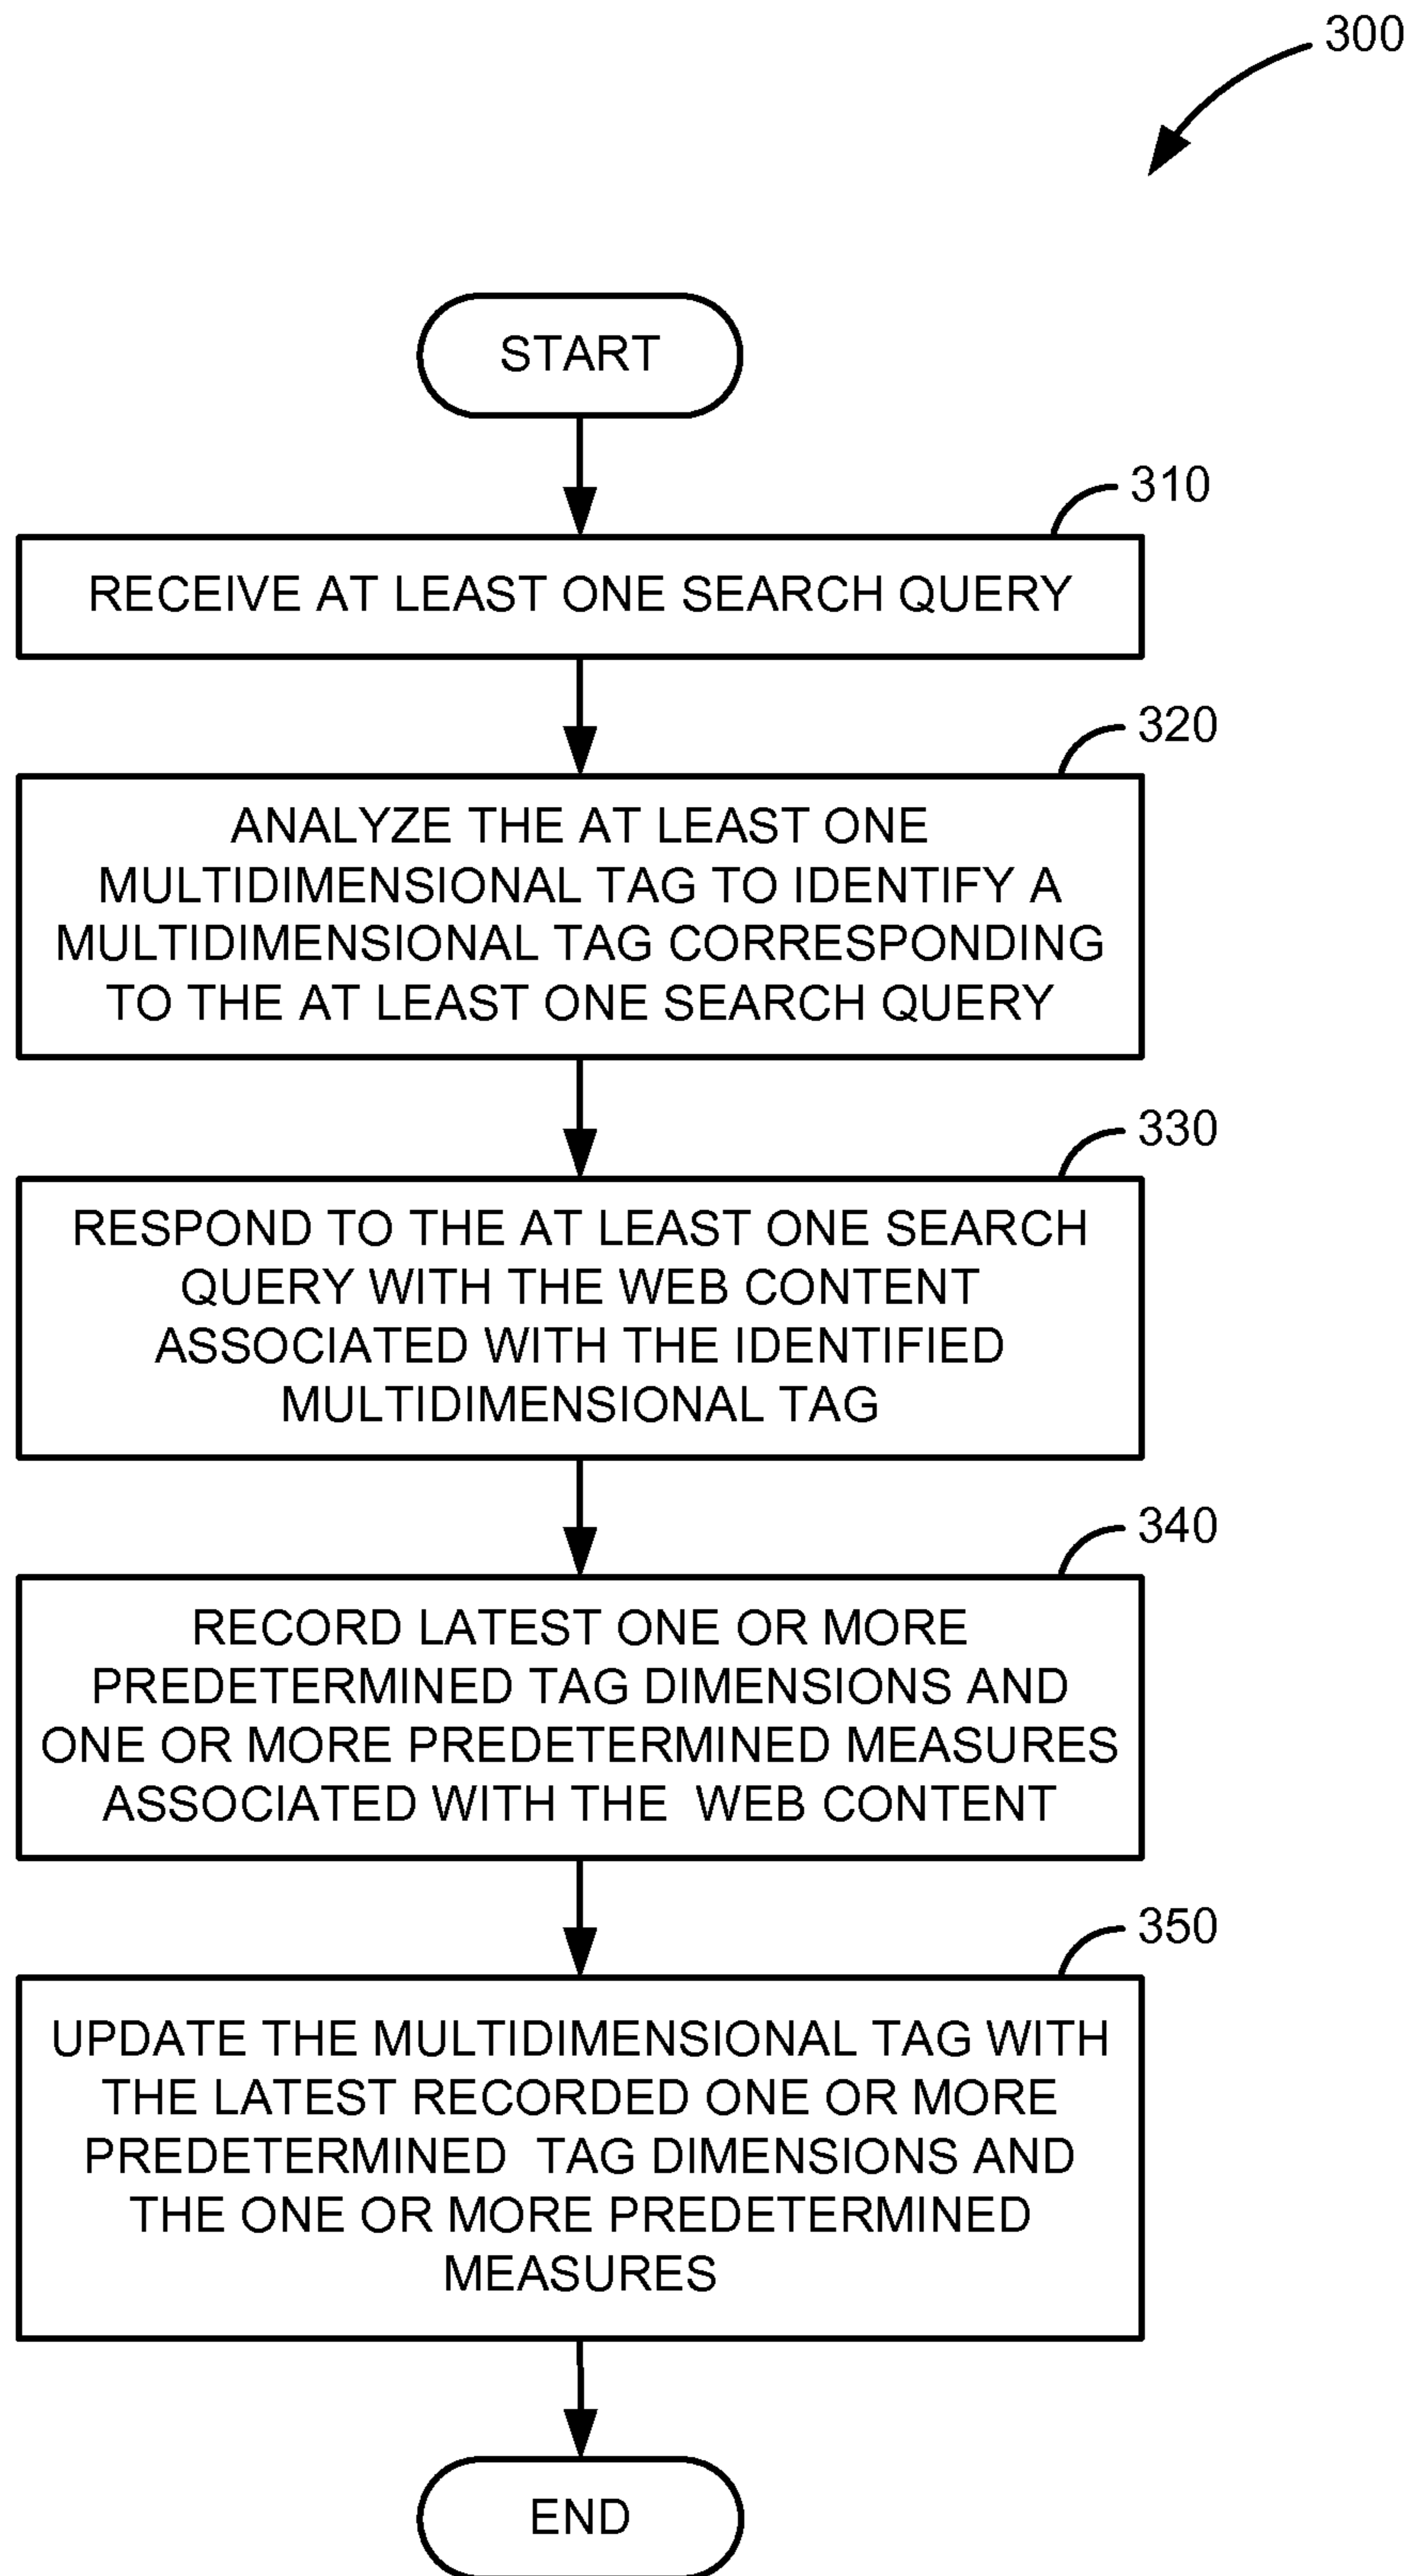 300
START
310
RECEIVE AT LEAST ONE SEARCH QUERY
320
ANALYZE THE AT LEAST ONE
MULTIDIMENSIONAL TAG TO IDENTIFY A
MULTIDIMENSIONAL TAG CORRESPONDING
TO THE AT LEAST ONE SEARCH QUERY
330
RESPOND TO THE AT LEAST ONE SEARCH
QUERY WITH THE WEB CONTENT
ASSOCIATED WITH THE IDENTIFIED
MULTIDIMENSIONAL TAG
340
RECORD LATEST ONE OR MORE
PREDETERMINED TAG DIMENSIONS AND
ONE OR MORE PREDETERMINED MEASURES
ASSOCIATED WITH THE WEB CONTENT
350
UPDATE THE MULTIDIMENSIONAL TAG WITH
THE LATEST RECORDED ONE OR MORE
PREDETERMINED TAG DIMENSIONS AND
THE ONE OR MORE PREDETERMINED
MEASURES
END